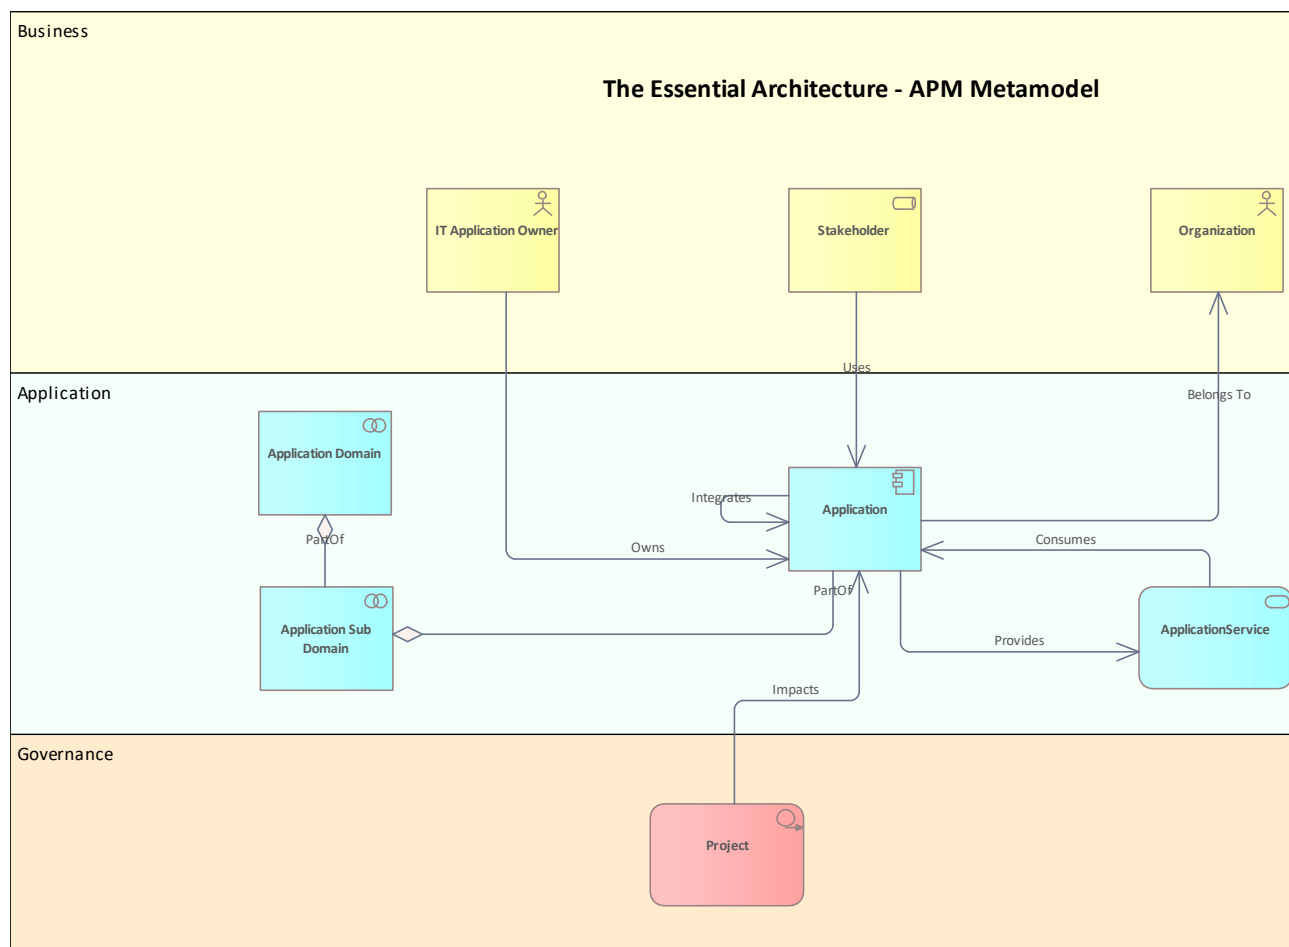 Business
The Essential Architecture - APM Metamodel
IT Application Owner
Stakeholder
Organization
Uses
Application
Belongs To
Application Domain
Integrates
Application
PartOf
Owns
Consumes
PartOf
Application Sub
Domain
ApplicationService
Provides
Impacts
Governance
Project